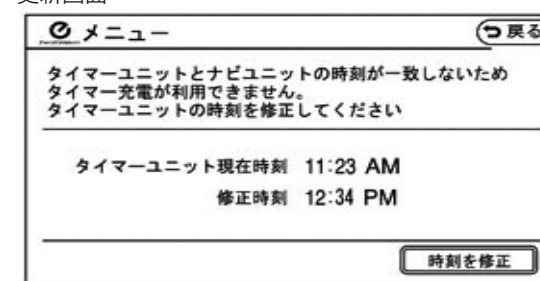 メニュー
戻る
タイマーユニットとナビユニットの時刻が一致しないため
タイマー充電が利用できません。
タイマーユニットの時刻を修正してください
タイマーユニット現在時刻 11:23 AM
修正時刻 12:34 PM
時刻を修正